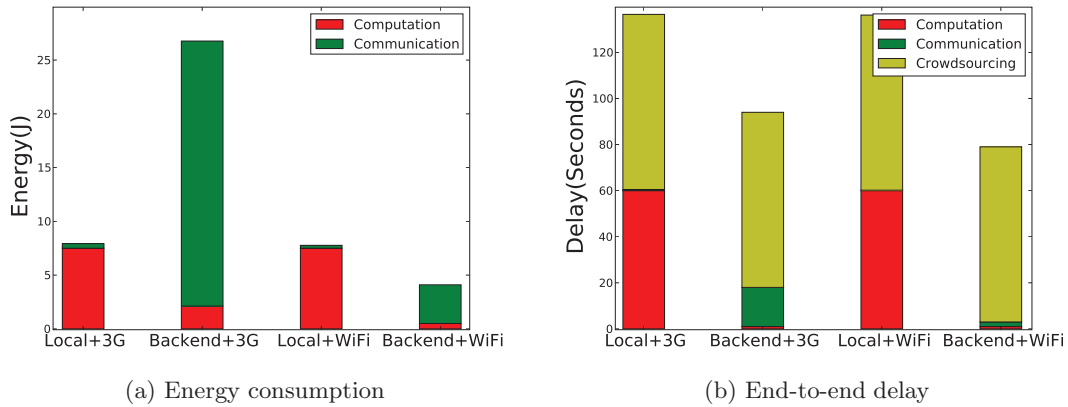 Energy(J)
25
20
15
10
5
0
Computation
Communication
Local+3G Backend+3G Local+WiFi Backend+WiFi
(a) Energy consumption
Delay(Seconds)
120
100
80
60
40
20
0
Computation
Communication
Crowdsourcing
Local+3G Backend+3G Local+WiFi Backend+WiFi
(b) End-to-end delay